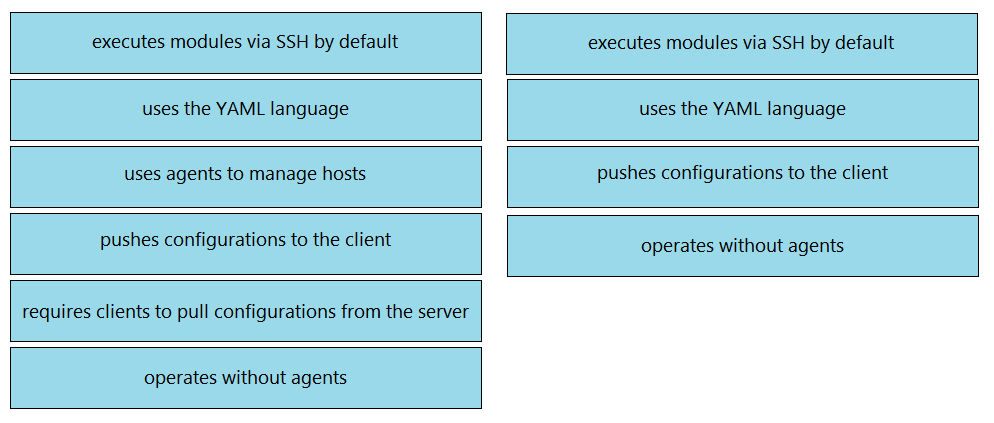 executes modules via SSH by default
uses the YAML language
uses agents to manage hosts
pushes configurations to the client
requires clients to pull configurations from the server
operates without agents
executes modules via SSH by default
uses the YAML language
pushes configurations to the client
operates without agents